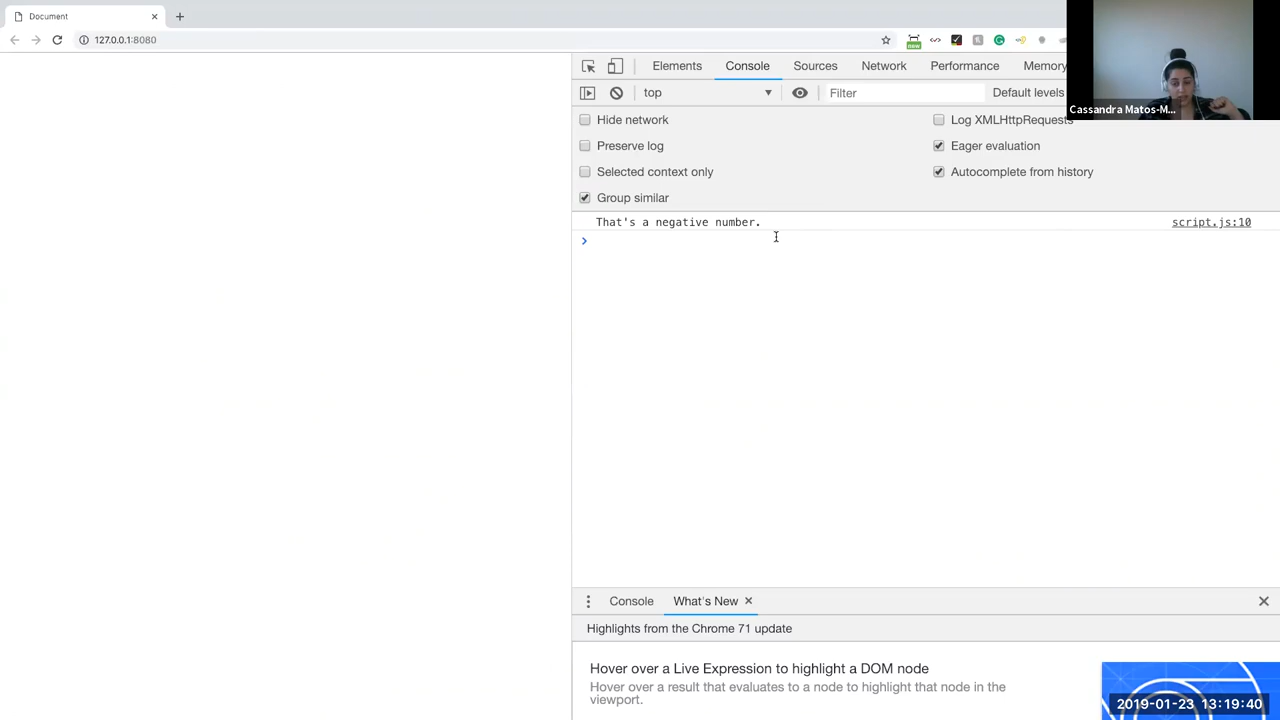 Document
127.0.0.1:8080
Elements Console Sources Network Performance Memory
Cassandra Matos-M...
top Filter Default levels
Hide network
Log XMLHttpRequests
Preserve log
Eager evaluation
Selected context only
Autocomplete from history
Group similar
That's a negative number. script.js:10
Console What's New
Highlights from the Chrome 71 update
Hover over a Live Expression to highlight a DOM node
Hover over a result that evaluates to a node to highlight that node in the
viewport.
2019-01-23 13:19:40